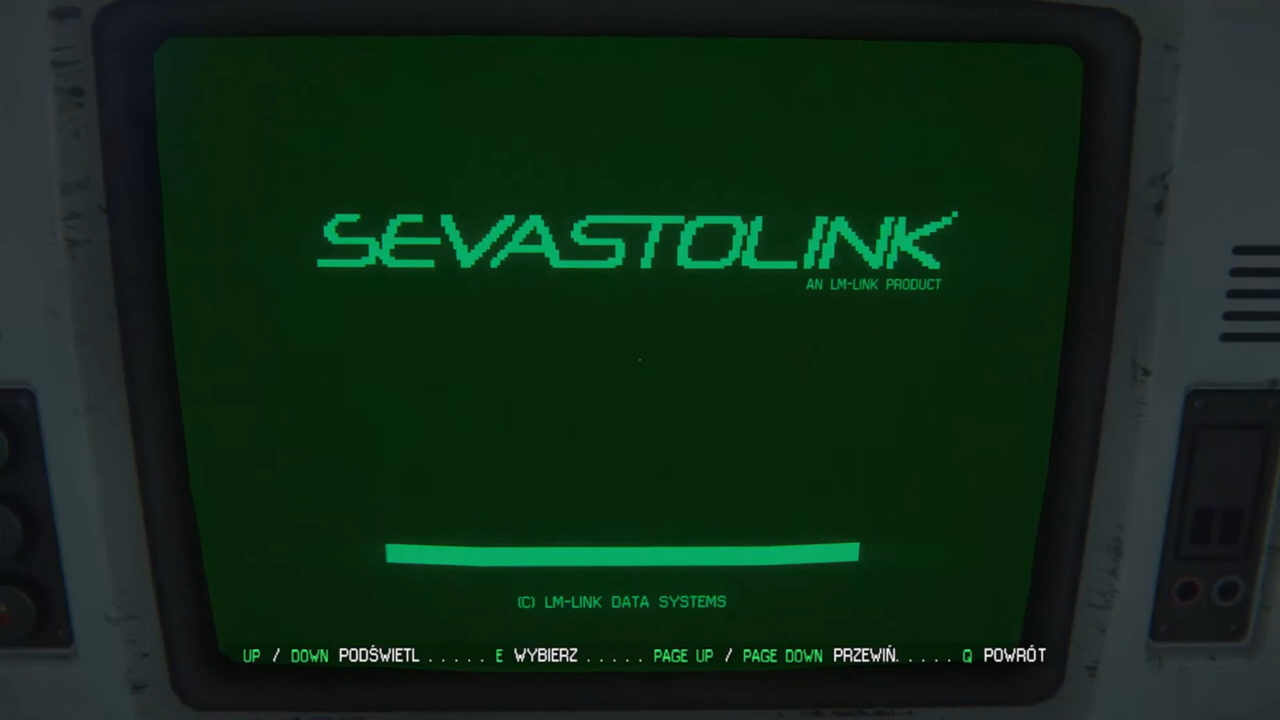 SEVASTOLINK
AN LM-LINK PRODUCT
(C) LM-LINK DATA SYSTEMS
UP / DOWN PODŚWIETL ..... E WYBIERZ ..... PAGE UP / PAGE DOWN PRZEWIŃ..... Q POWRÓT